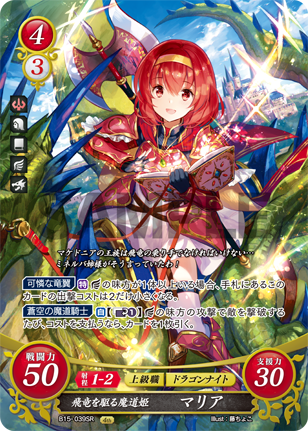 4
3
SAMPLE
マケドニアの王族は飛竜の乗り手でなければいけない…
ミネルバ姉様がそう言っていたわ!
可憐な竜翼 特 の味方が1体以上いる場合、手札にあるこの
カードの出撃コストは2だけ小さくなる。
蒼空の魔道騎士 自 の味方の攻撃で敵を撃破する
たび、コストを支払うなら、カードを1枚引く。
戦闘力
50
射程 1-2
上級職
ドラゴンナイト
支援力
30
飛竜を駆る魔道姫 マリア
B15-039SR
Illust:藤ちょこ